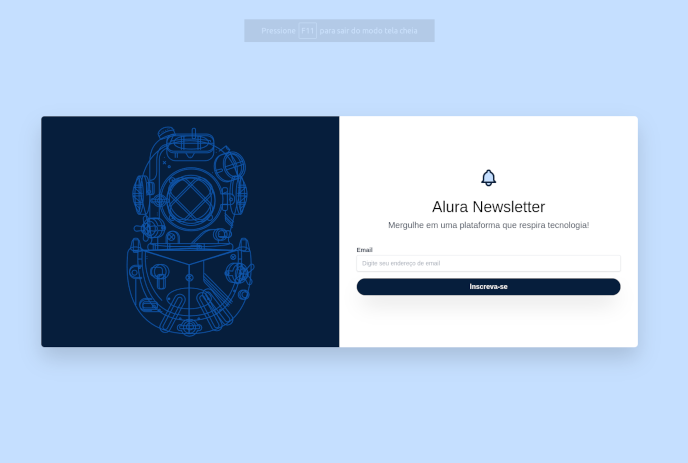 Pressione F11 para sair do modo tela cheia
Alura Newsletter
Mergulhe em uma plataforma que respira tecnologia!
Email
Digite seu endereço de email
Inscreva-se